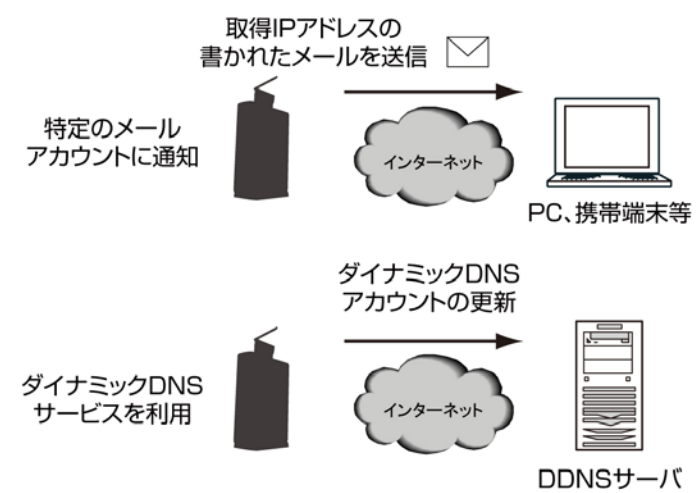 取得IPアドレスの
書かれたメールを送信
特定のメール
アカウントに通知
インターネット
PC、携帯端末等
ダイナミックDNS
アカウントの更新
ダイナミックDNS
サービスを利用
インターネット
DDNSサーバ